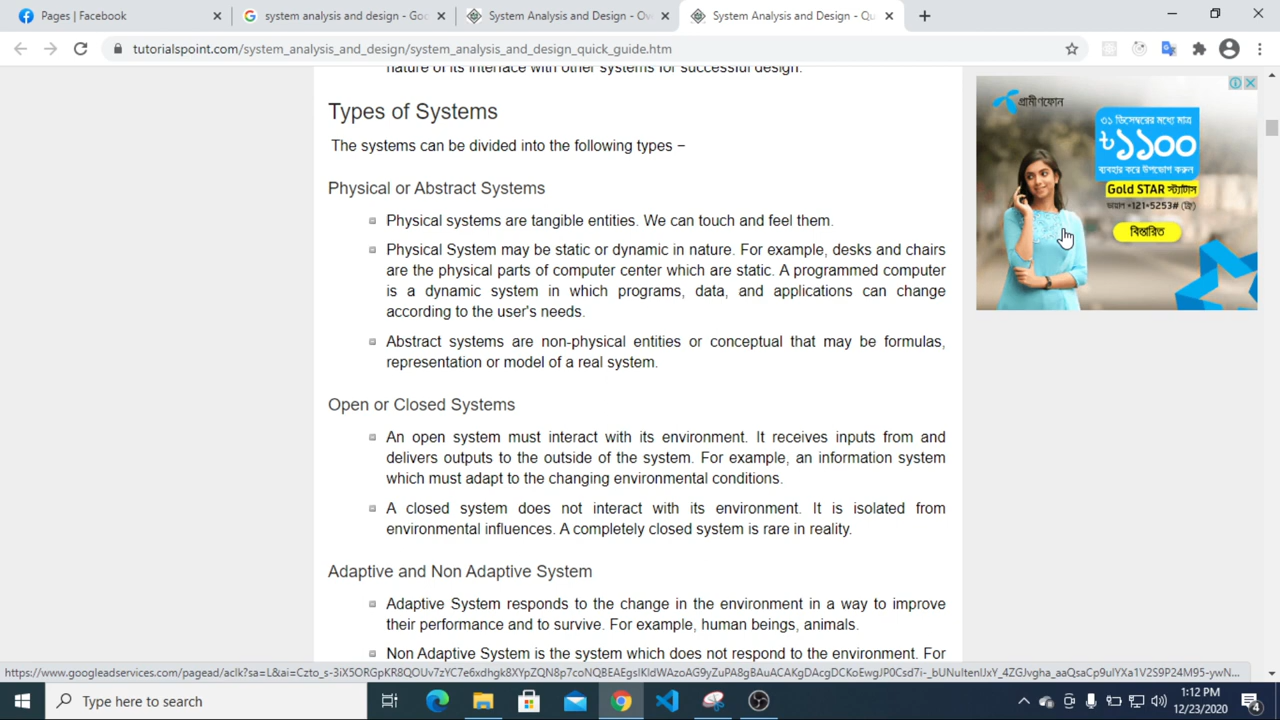 Pages | Facebook
system analysis and design - Goo
System Analysis and Design - Ov
System Analysis and Design - Qu
tutorialspoint.com/system_analysis_and_design/system_analysis_and_design_quick_guide.htm
nature of its interface with other systems for successful design.
Types of Systems
The systems can be divided into the following types −
Physical or Abstract Systems
Physical systems are tangible entities. We can touch and feel them.
Physical System may be static or dynamic in nature. For example, desks and chairs
are the physical parts of computer center which are static. A programmed computer
is a dynamic system in which programs, data, and applications can change
according to the user's needs.
Abstract systems are non-physical entities or conceptual that may be formulas,
representation or model of a real system.
Open or Closed Systems
An open system must interact with its environment. It receives inputs from and
delivers outputs to the outside of the system. For example, an information system
which must adapt to the changing environmental conditions.
A closed system does not interact with its environment. It is isolated from
environmental influences. A completely closed system is rare in reality.
Adaptive and Non Adaptive System
Adaptive System responds to the change in the environment in a way to improve
their performance and to survive. For example, human beings, animals.
Non Adaptive System is the system which does not respond to the environment. For
গ্রামীণফোন
৩১ ডিসেম্বরের মধ্যে মাত্র
৳১১০০
ব্যবহার করে উপভোগ করুন
Gold STAR স্ট্যাটাস
ডায়াল *121*5253# (ফ্রি)
বিস্তারিত
Type here to search
1:12 PM
12/23/2020
4